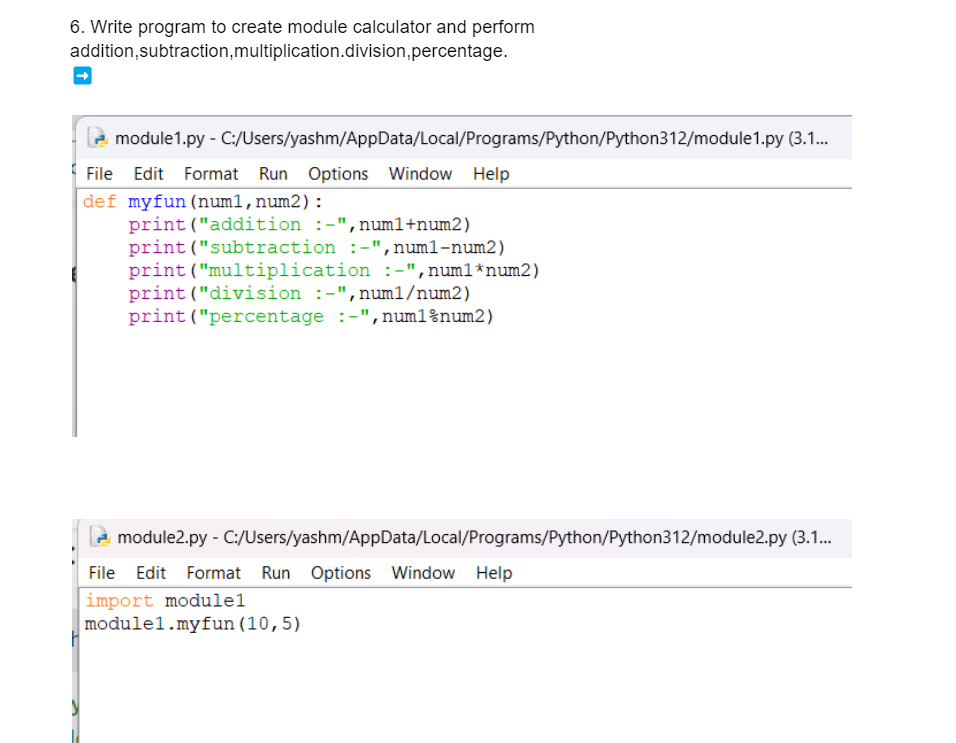 6. Write program to create module calculator and perform
addition,subtraction,multiplication.division,percentage.
module1.py - C:/Users/yashm/AppData/Local/Programs/Python/Python312/module1.py (3.1...
File Edit Format Run Options Window Help
def myfun(num1,num2):
    print("addition :-",num1+num2)
    print("subtraction :-",num1-num2)
    print("multiplication :-",num1*num2)
    print("division :-",num1/num2)
    print("percentage :-",num1%num2)
module2.py - C:/Users/yashm/AppData/Local/Programs/Python/Python312/module2.py (3.1...
File Edit Format Run Options Window Help
import module1
module1.myfun(10,5)